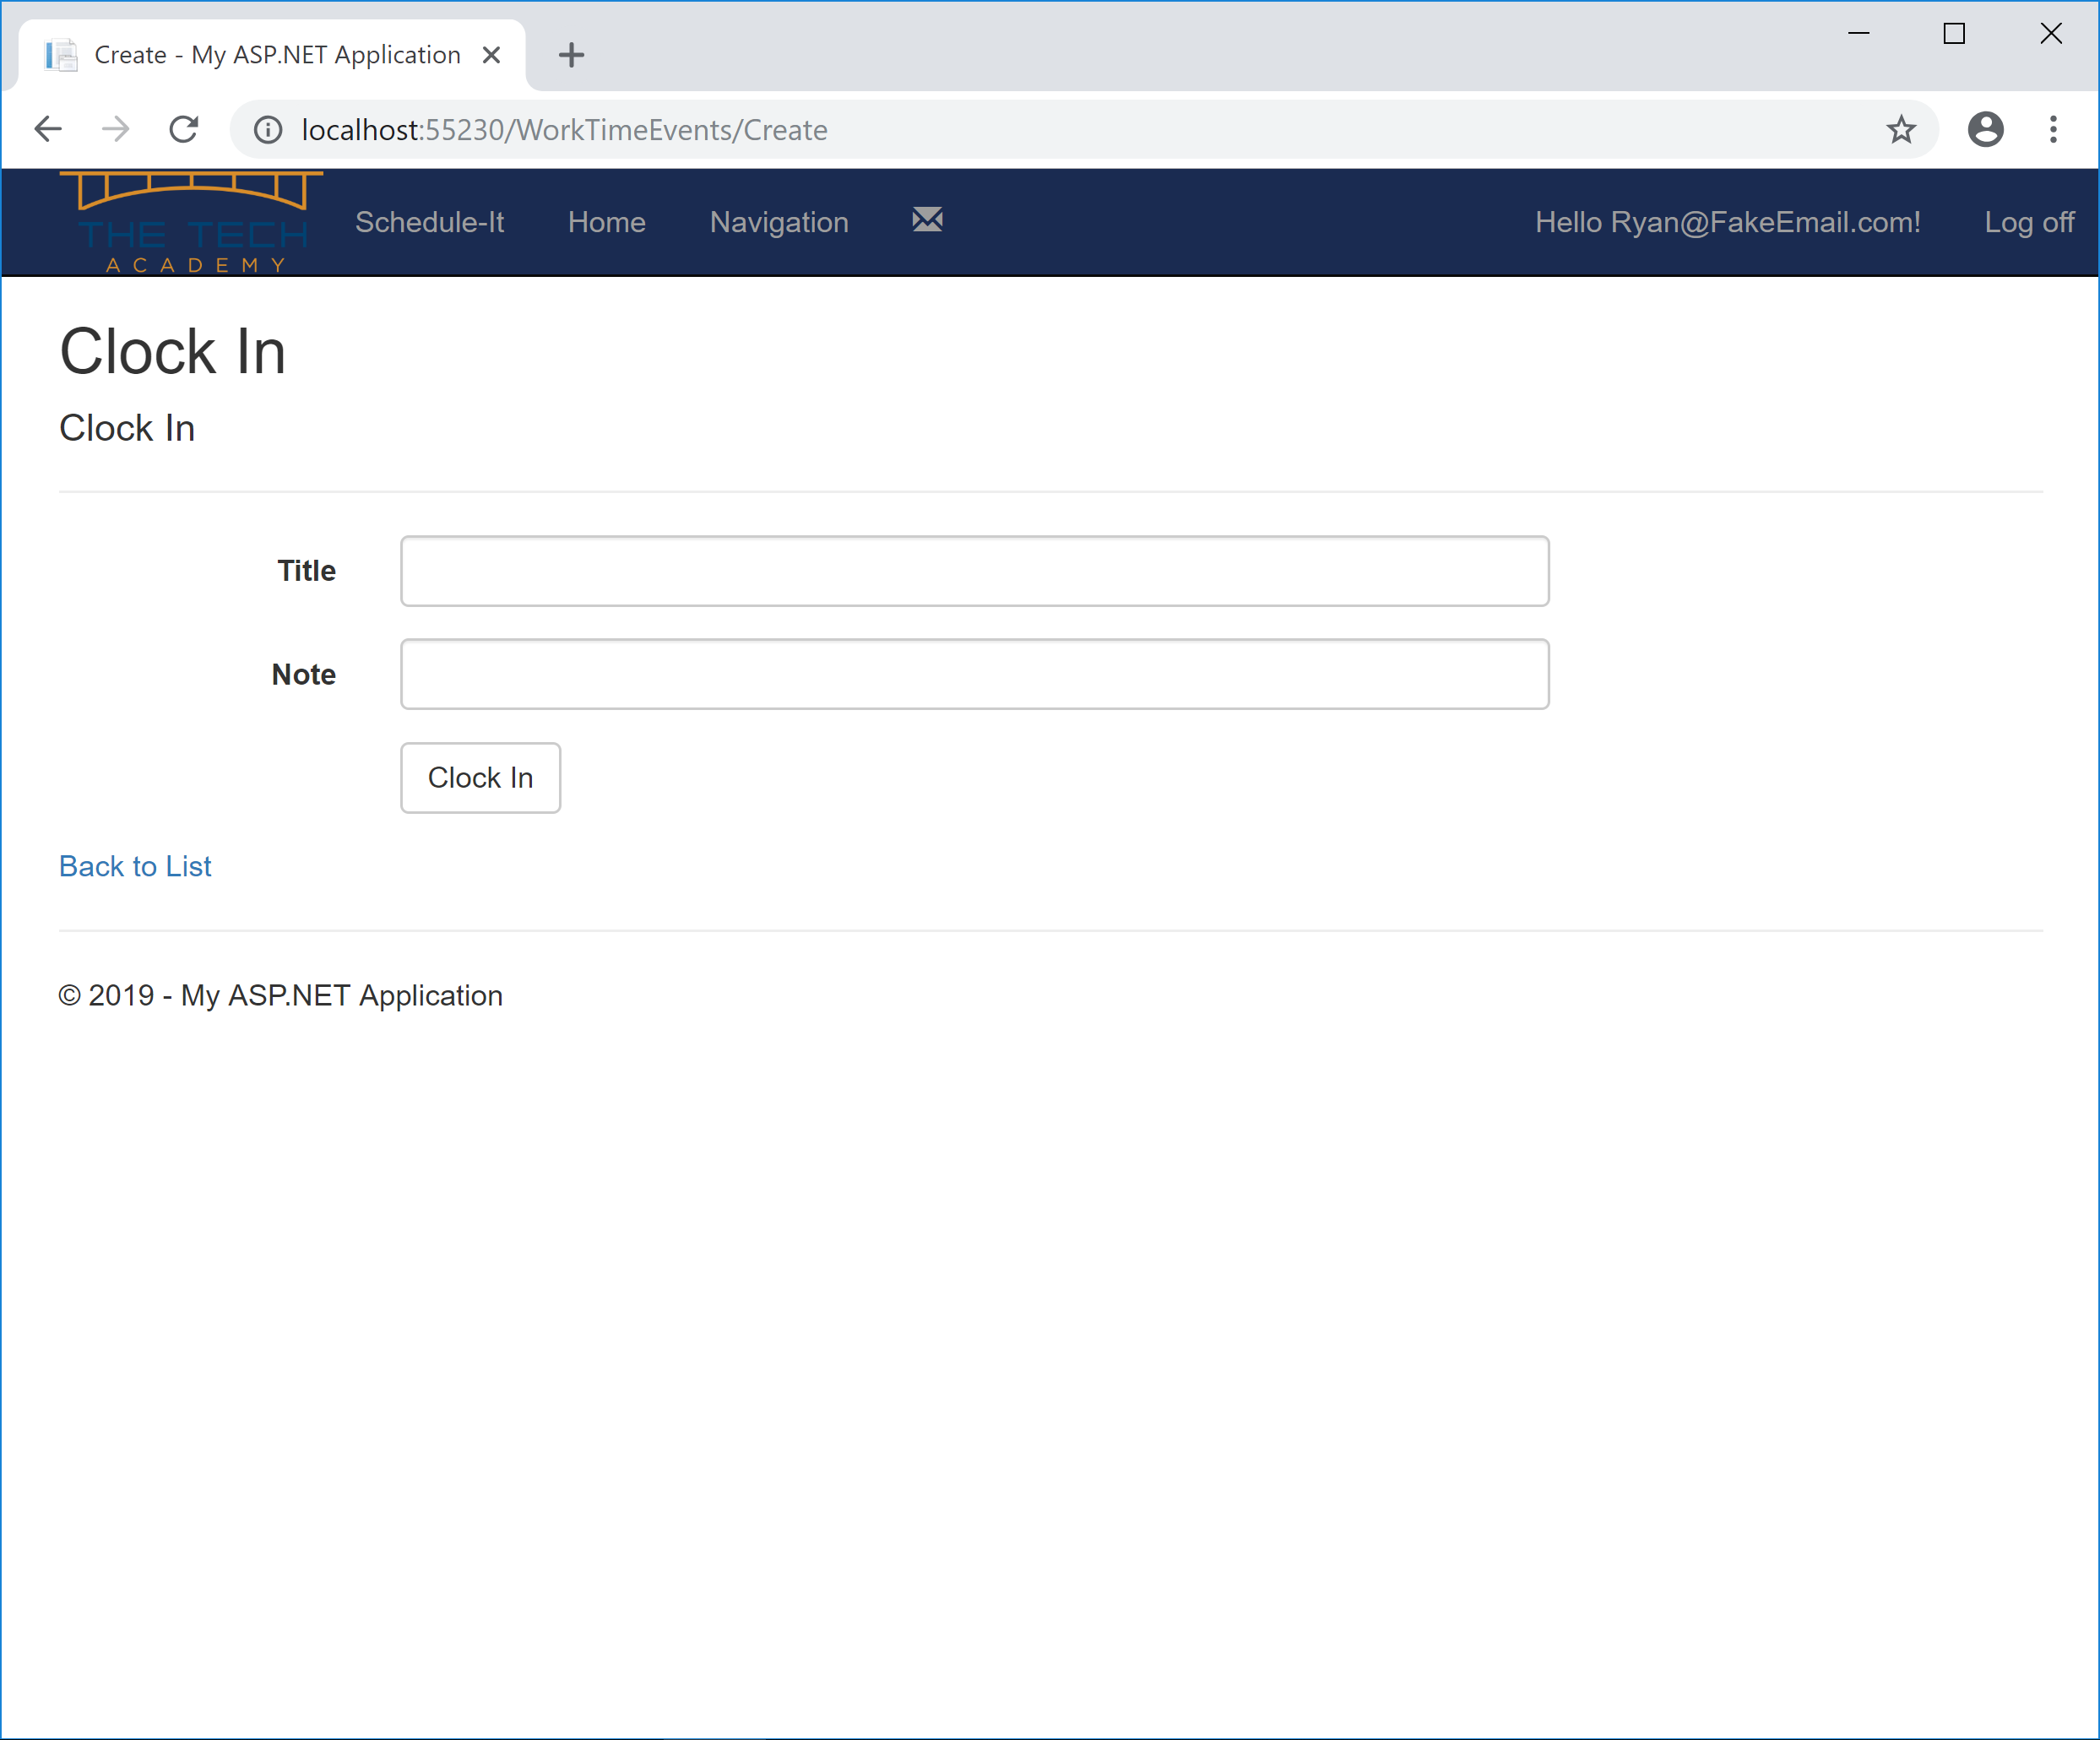 Create - My ASP.NET Application
localhost:55230/WorkTimeEvents/Create
THE TECH
ACADEMY
Schedule-It Home Navigation Hello Ryan@FakeEmail.com! Log off
Clock In
Clock In
Title
Note
Clock In
Back to List
© 2019 - My ASP.NET Application